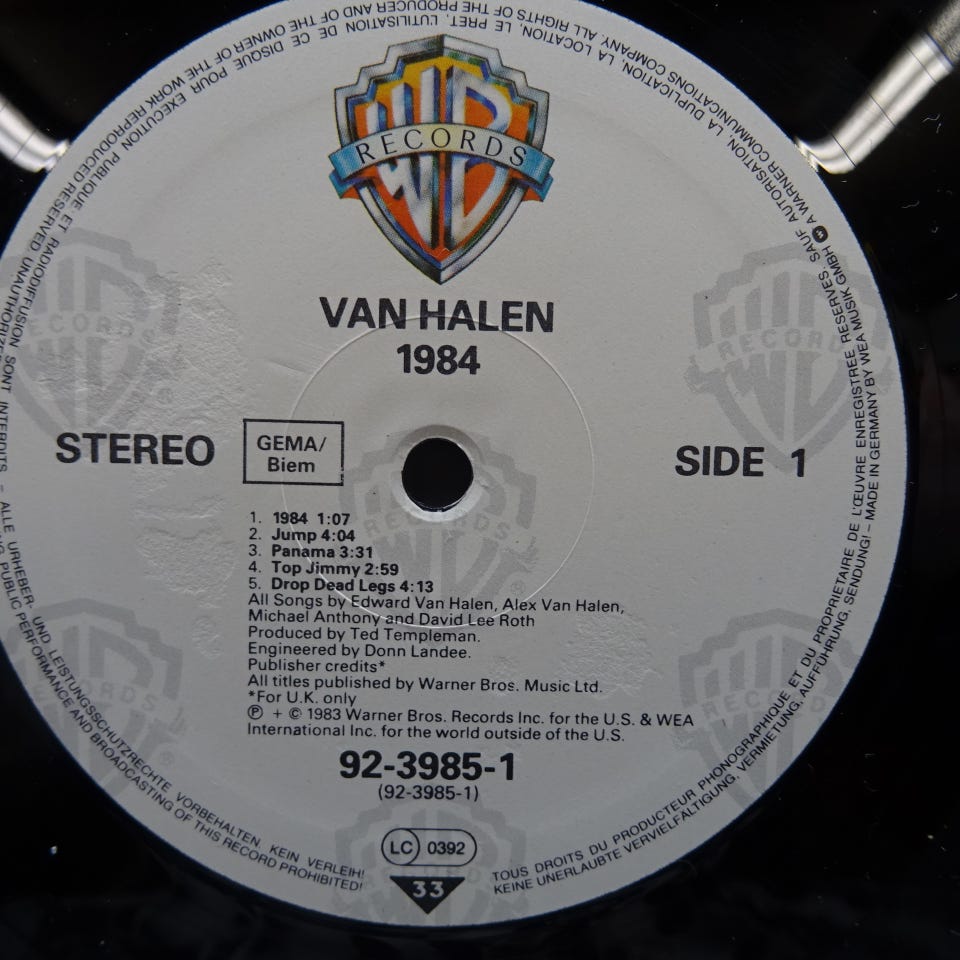 RECORDS
VAN HALEN
1984
STEREO
GEMA/
Biem
SIDE 1
1. 1984 1:07
2. Jump 4:04
3. Panama 3:31
4. Top Jimmy 2:59
5. Drop Dead Legs 4:13
All Songs by Edward Van Halen, Alex Van Halen,
Michael Anthony and David Lee Roth
Produced by Ted Templeman.
Engineered by Donn Landee.
Publisher credits*
All titles published by Warner Bros. Music Ltd.
*For U.K. only
Ⓟ + © 1983 Warner Bros. Records Inc. for the U.S. & WEA
International Inc. for the world outside of the U.S.
92-3985-1
(92-3985-1)
LC 0392
33
TOUS DROITS DU PRODUCTEUR PHONOGRAPHIQUE ET DU PROPRIETAIRE DE L'ŒUVRE ENREGISTREE RESERVES. SAUF AUTORISATION, LA DUPLICATION, LA LOCATION, LE PRET, L'UTILISATION DE CE DISQUE POUR EXECUTION PUBLIQUE ET RADIODIFFUSION SONT INTERDITS – ALLE URHEBER- UND LEISTUNGSSCHUTZRECHTE VORBEHALTEN. KEIN VERLEIH!
KEINE UNERLAUBTE VERVIELFÄLTIGUNG, VERMIETUNG, AUFFÜHRUNG, SENDUNG! – MADE IN GERMANY BY WEA MUSIK GMBH A WARNER COMMUNICATIONS COMPANY. ALL RIGHTS OF THE PRODUCER AND OF THE OWNER OF THE WORK REPRODUCED RESERVED. UNAUTHORIZED PUBLIC PERFORMANCE AND BROADCASTING OF THIS RECORD PROHIBITED!